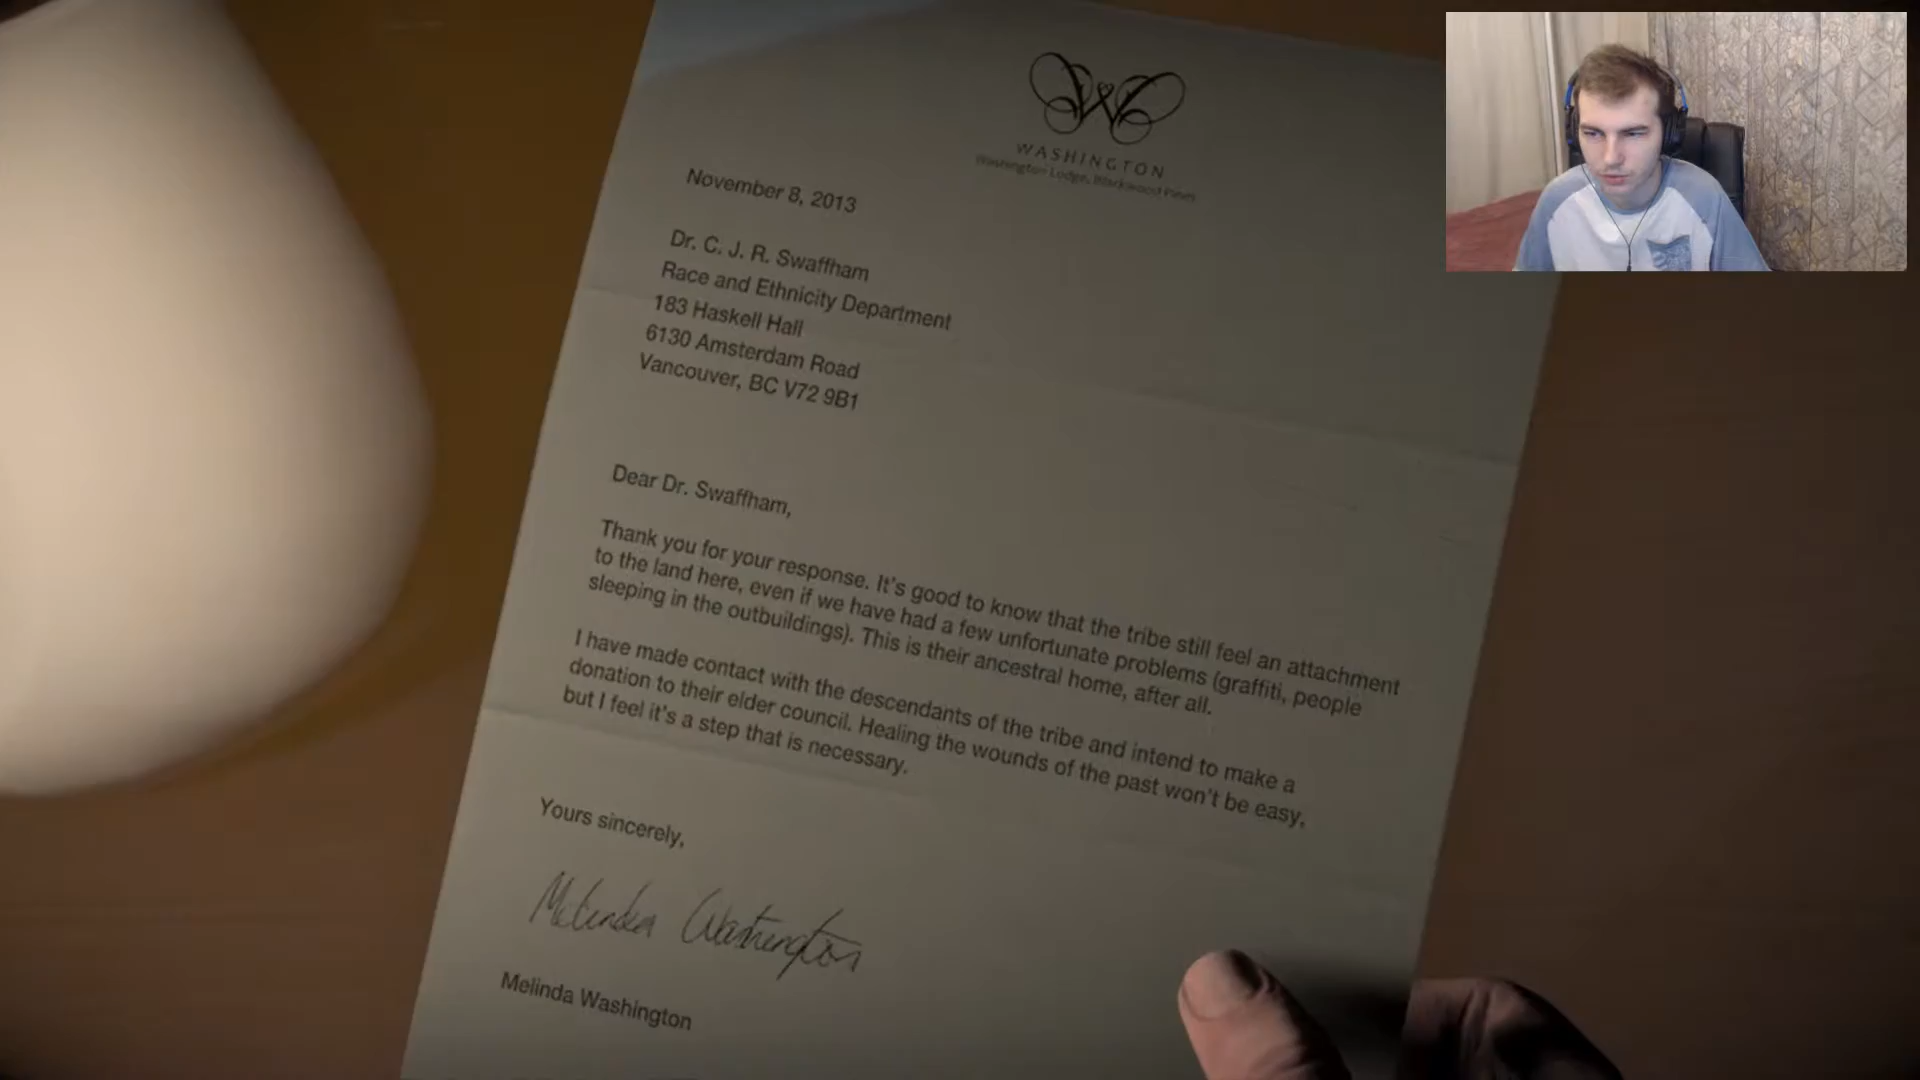 W
WASHINGTON
Washington Lodge, Blackwood Pines
November 8, 2013
Dr. C. J. R. Swaffham
Race and Ethnicity Department
183 Haskell Hall
6130 Amsterdam Road
Vancouver, BC V72 9B1
Dear Dr. Swaffham,
Thank you for your response. It's good to know that the tribe still feel an attachment
to the land here, even if we have had a few unfortunate problems (graffiti, people
sleeping in the outbuildings). This is their ancestral home, after all.
I have made contact with the descendants of the tribe and intend to make a
donation to their elder council. Healing the wounds of the past won't be easy,
but I feel it's a step that is necessary.
Yours sincerely,
Melinda Washington
Melinda Washington